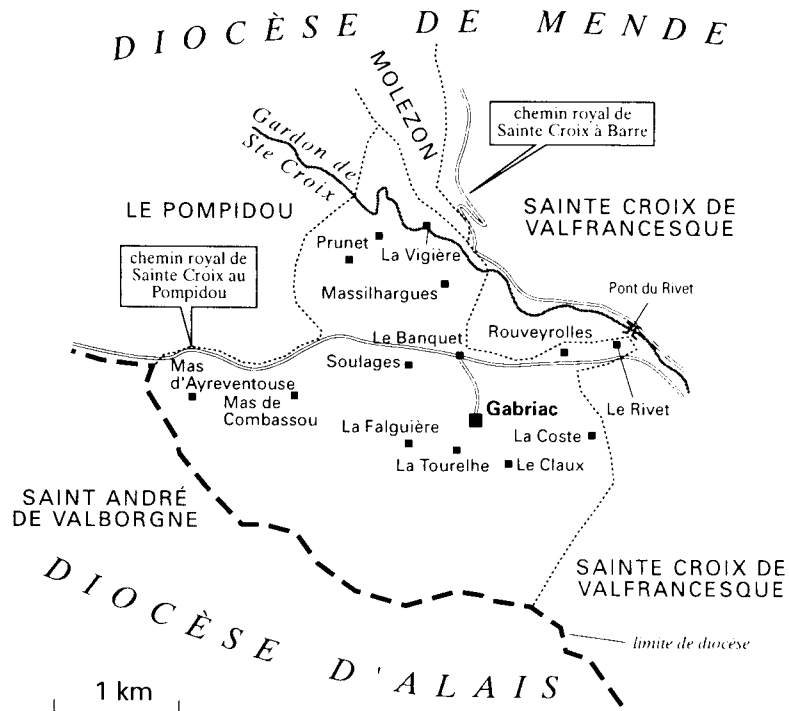 DIOCÈSE DE MENDE
MOLEZON
chemin royal de
Sainte Croix à Barre
Gardon de
Ste Croix
LE POMPIDOU
SAINTE CROIX DE
VALFRANCESQUE
Prunet
La Vigière
chemin royal de
Sainte Croix au
Pompidou
Massilhargues
Pont du Rivet
Le Banquet
Rouveyrolles
Soulages
Mas
d'Ayreventouse
Mas de
Combassou
Gabriac
Le Rivet
La Falguière
La Coste
La Tourelhe
Le Claux
SAINT ANDRÉ
DE VALBORGNE
SAINTE CROIX DE
VALFRANCESQUE
DIOCÈSE D'ALAIS
limite de diocèse
1 km